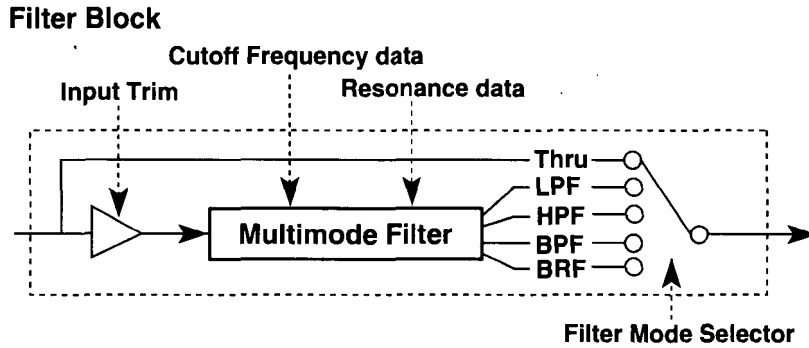 Filter Block
Cutoff Frequency data
Input Trim
Resonance data
Thru
LPF
HPF
BPF
BRF
Multimode Filter
Filter Mode Selector